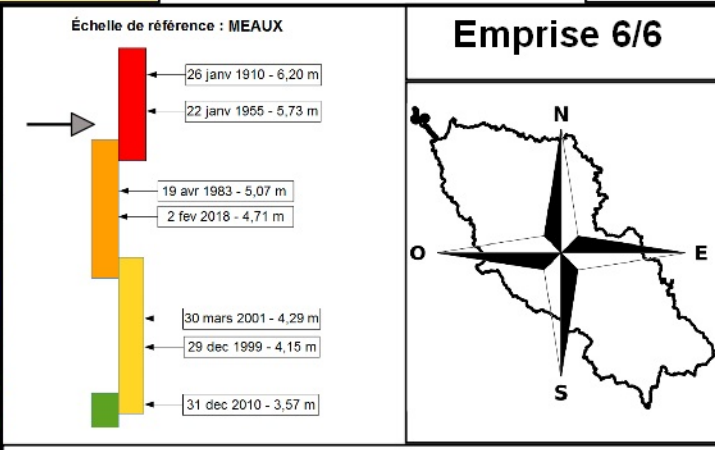 Échelle de référence : MEAUX
26 janv 1910 - 6,20 m
22 janv 1955 - 5,73 m
19 avr 1983 - 5,07 m
2 fev 2018 - 4,71 m
30 mars 2001 - 4,29 m
29 dec 1999 - 4,15 m
31 dec 2010 - 3,57 m
Emprise 6/6
N
O
E
S